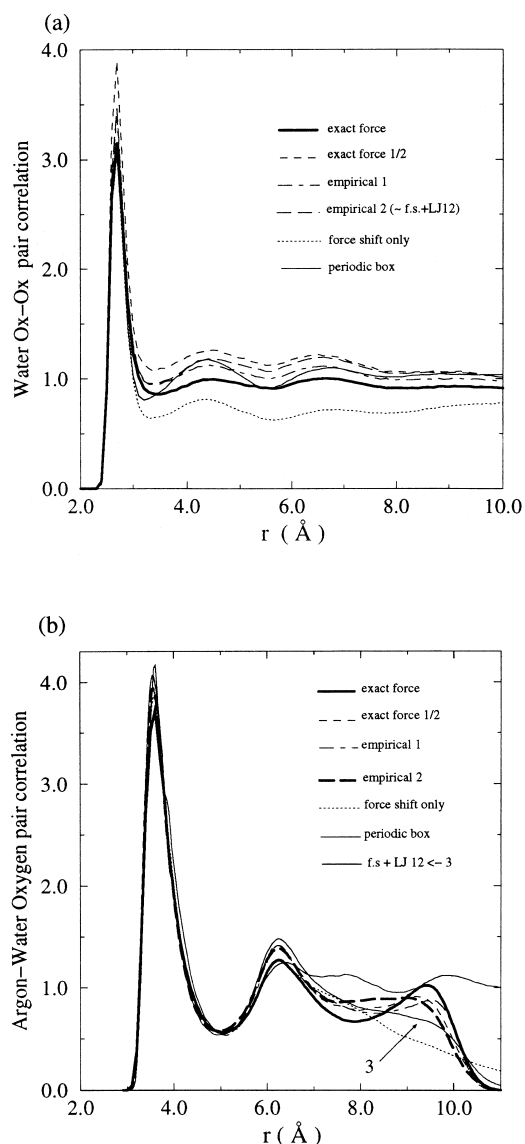 (a)
4.0
3.0
2.0
1.0
0.0
Water Ox–Ox pair correlation
exact force
exact force 1/2
empirical 1
empirical 2 (~ f.s.+LJ12)
force shift only
periodic box
2.0 4.0 6.0 8.0 10.0
r ( Å )
(b)
4.0
3.0
2.0
1.0
0.0
Argon–Water Oxygen pair correlation
exact force
exact force 1/2
empirical 1
empirical 2
force shift only
periodic box
f.s + LJ 12 <– 3
3
2.0 4.0 6.0 8.0 10.0
r ( Å )